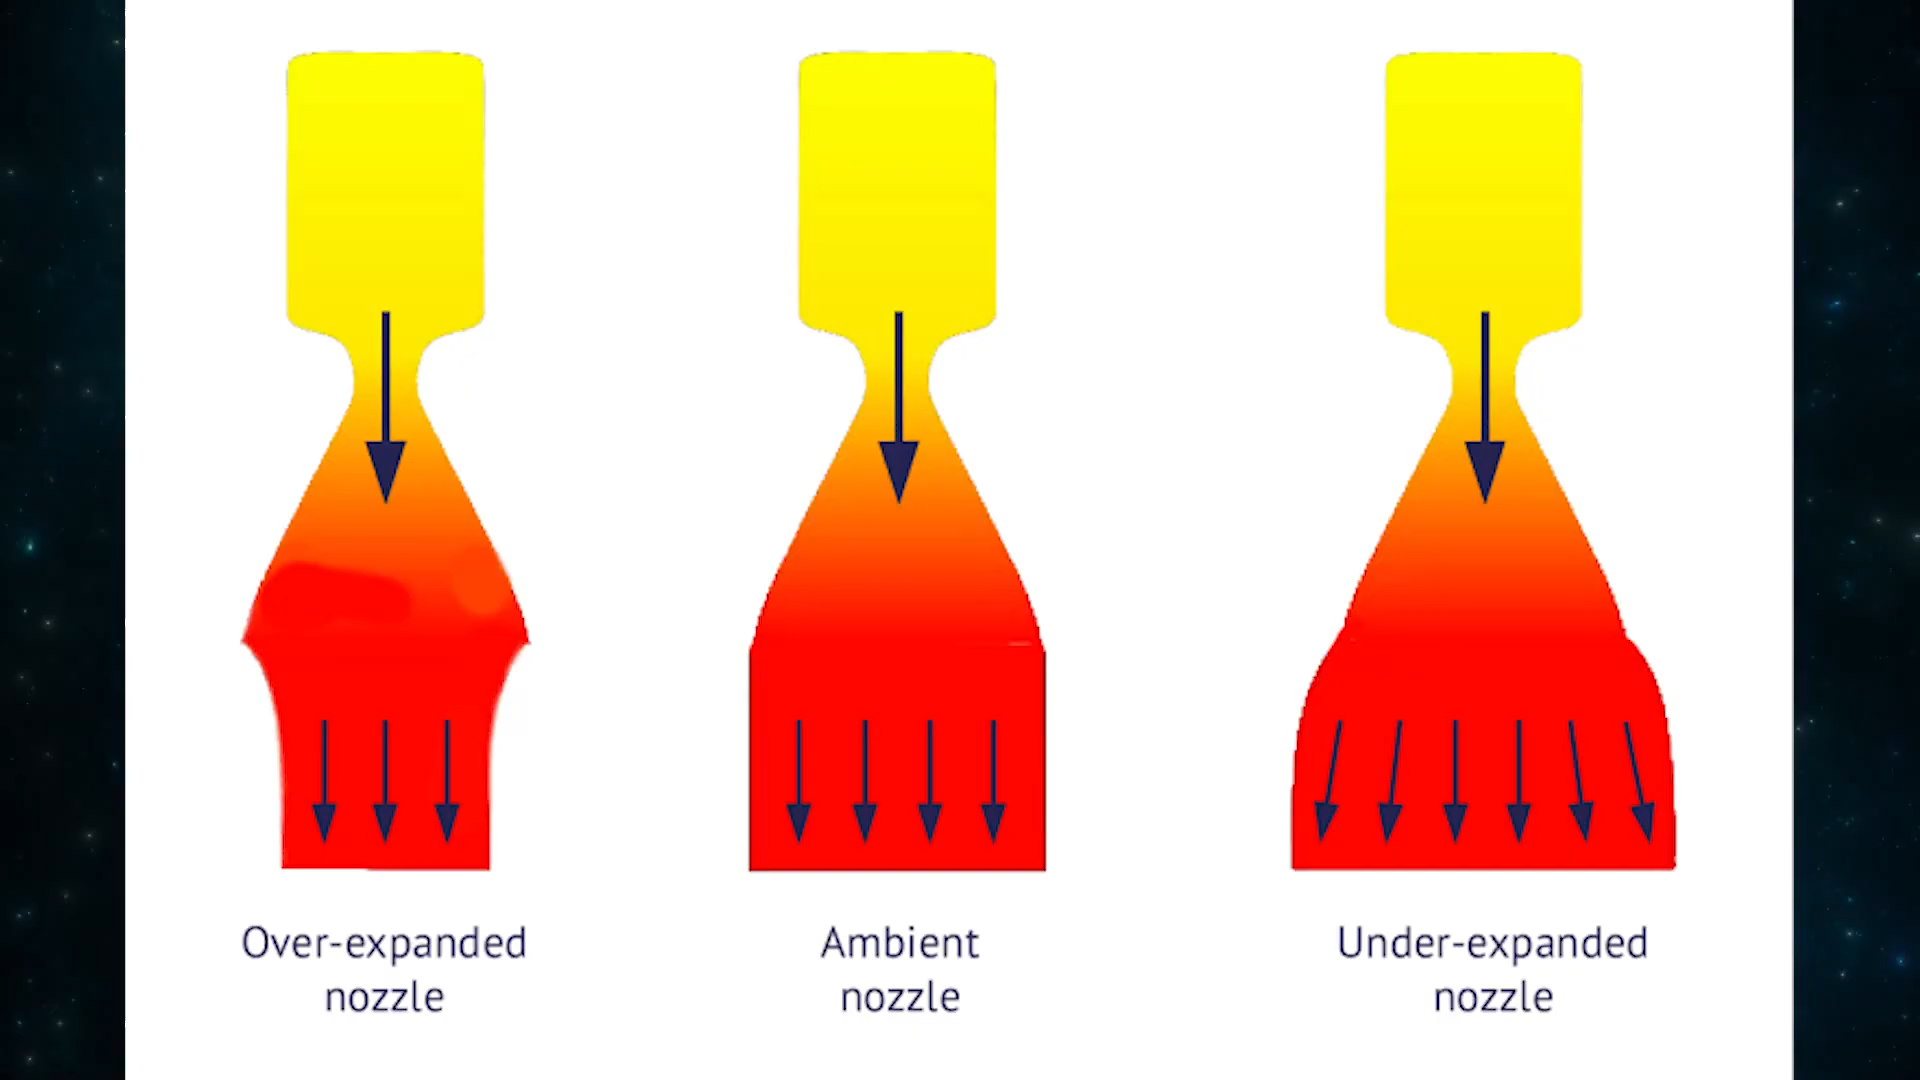 Over-expanded
nozzle
Ambient
nozzle
Under-expanded
nozzle